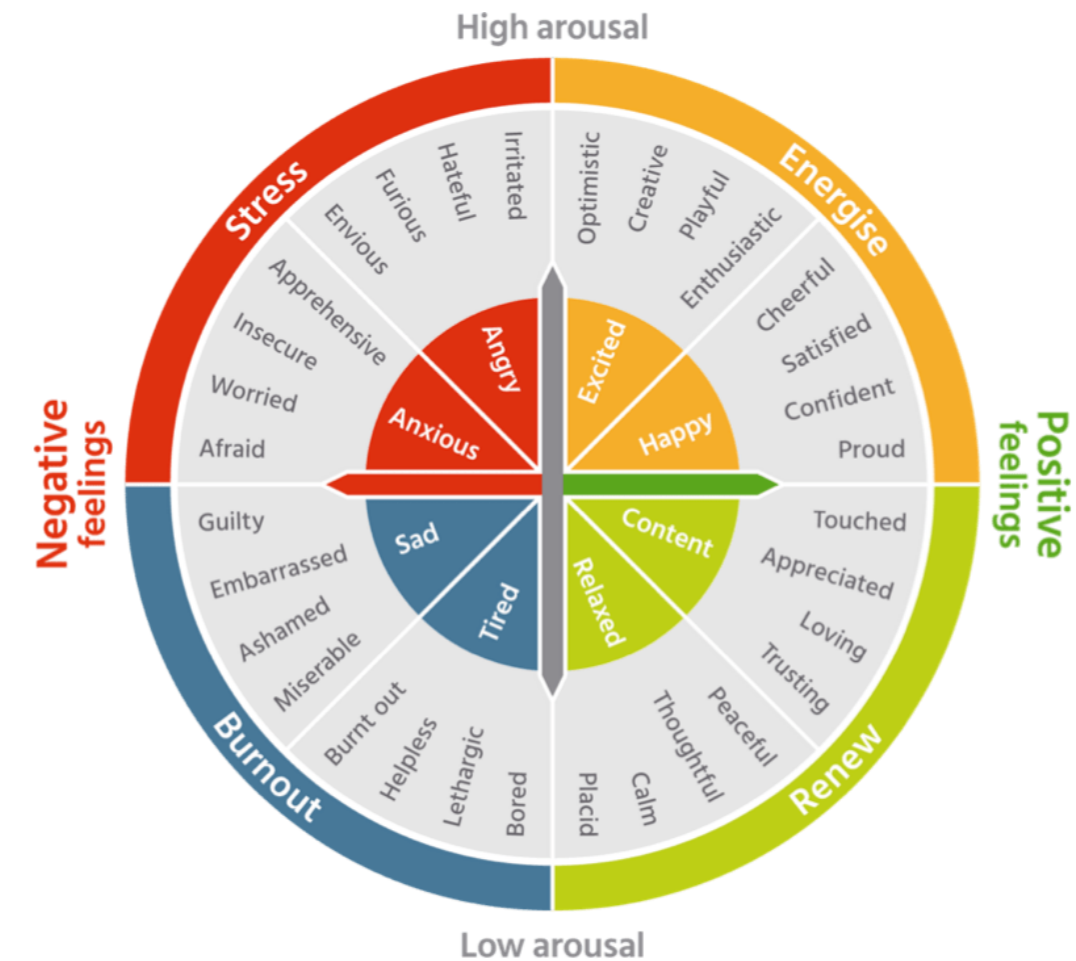 High arousal
Stress
Energise
Irritated
Hateful
Furious
Envious
Optimistic
Creative
Playful
Enthusiastic
Apprehensive
Insecure
Worried
Afraid
Cheerful
Satisfied
Confident
Proud
Angry
Anxious
Excited
Happy
Negative
feelings
Positive
feelings
Sad
Tired
Content
Relaxed
Guilty
Embarrassed
Ashamed
Miserable
Touched
Appreciated
Loving
Trusting
Burnt out
Helpless
Lethargic
Bored
Placid
Calm
Thoughtful
Peaceful
Burnout
Renew
Low arousal